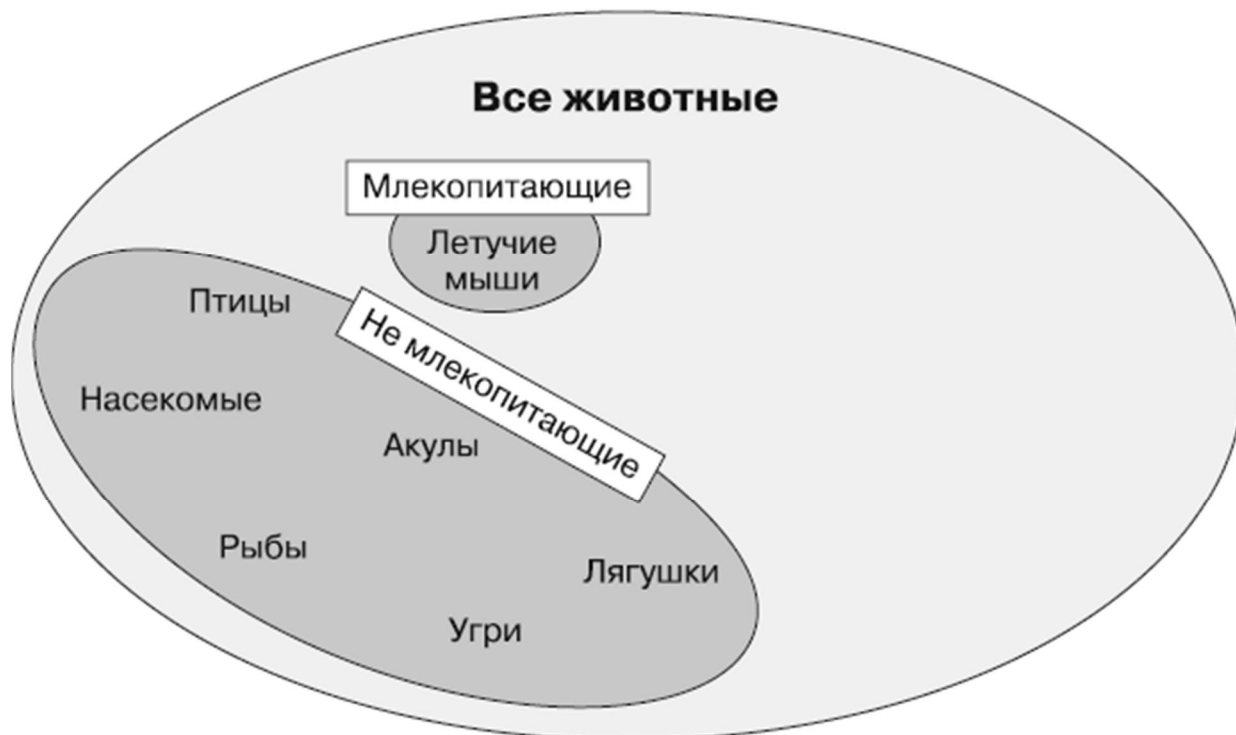 Все животные
Млекопитающие
Летучие
мыши
Птицы
Не млекопитающие
Насекомые
Акулы
Рыбы
Лягушки
Угри